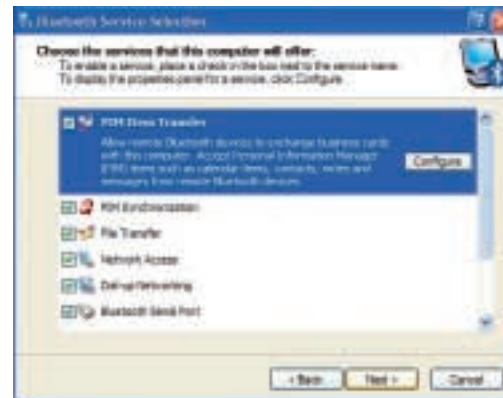 Bluetooth Service Selection
Choose the services that this computer will offer:
To enable a service, place a check in the box next to the service name.
To display the properties panel for a service, click Configure.
PIM Item Transfer
Allow remote Bluetooth devices to exchange business cards
with this computer. Accept Personal Information Manager
(PIM) items such as calendar items, contacts, notes and
messages from remote Bluetooth devices.
Configure
PIM Synchronization
File Transfer
Network Access
Dial-up Networking
Bluetooth Serial Port
< Back
Next >
Cancel